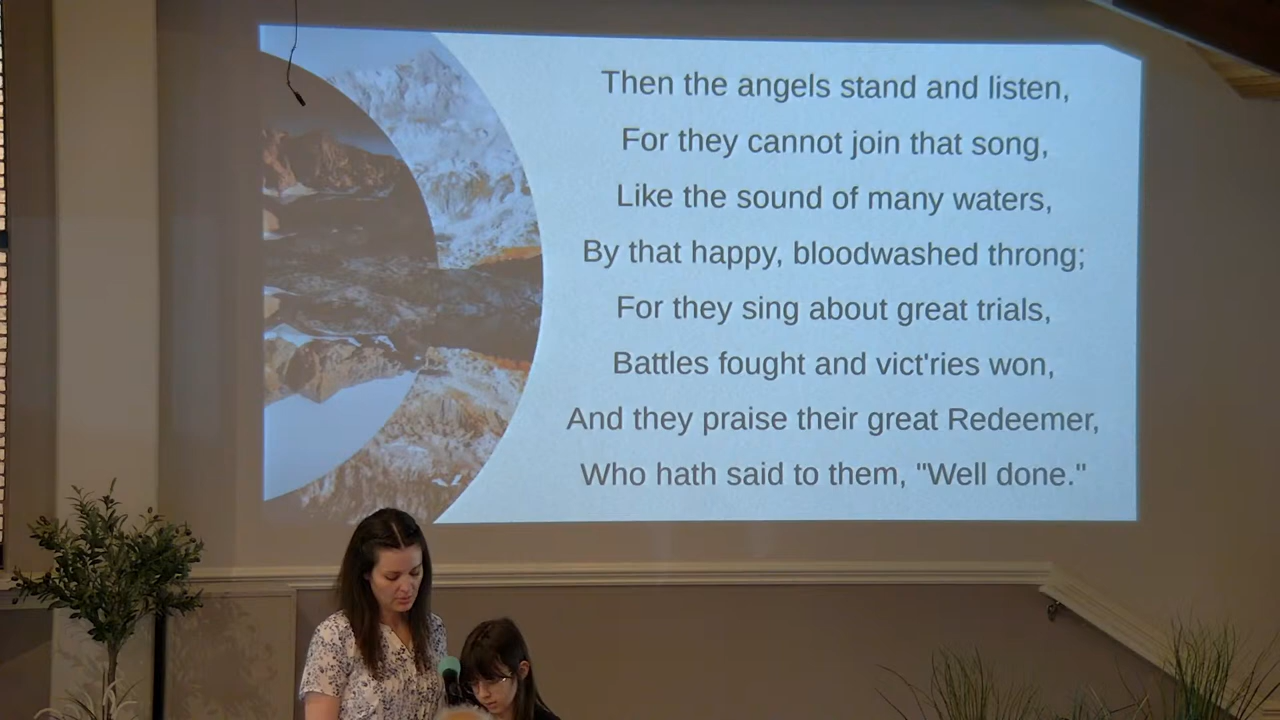 Then the angels stand and listen,
For they cannot join that song,
Like the sound of many waters,
By that happy, bloodwashed throng;
For they sing about great trials,
Battles fought and vict'ries won,
And they praise their great Redeemer,
Who hath said to them, "Well done."